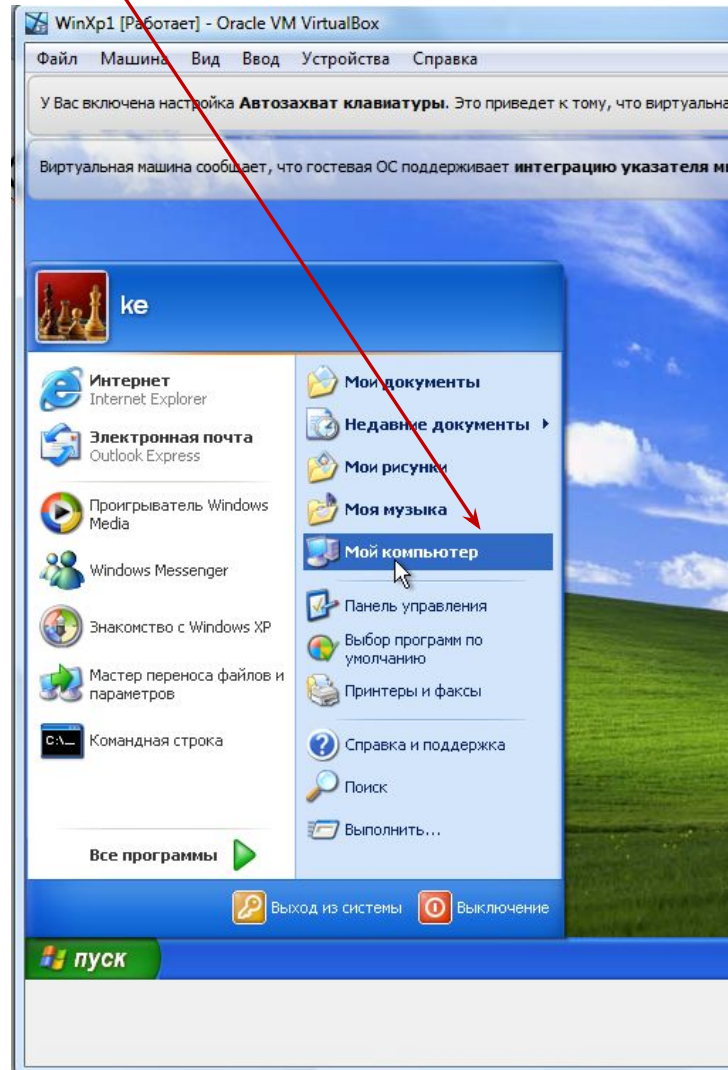 WinXp1 [Работает] - Oracle VM VirtualBox
Файл Машина Вид Ввод Устройства Справка
У Вас включена настройка Автозахват клавиатуры. Это приведет к тому, что виртуальна
Виртуальная машина сообщает, что гостевая ОС поддерживает интеграцию указателя м
ke
Интернет
Internet Explorer
Электронная почта
Outlook Express
Проигрыватель Windows
Media
Windows Messenger
Знакомство с Windows XP
Мастер переноса файлов и
параметров
Командная строка
Все программы
Мои документы
Недавние документы
Мои рисунки
Моя музыка
Мой компьютер
Панель управления
Выбор программ по
умолчанию
Принтеры и факсы
Справка и поддержка
Поиск
Выполнить...
Выход из системы Выключение
пуск